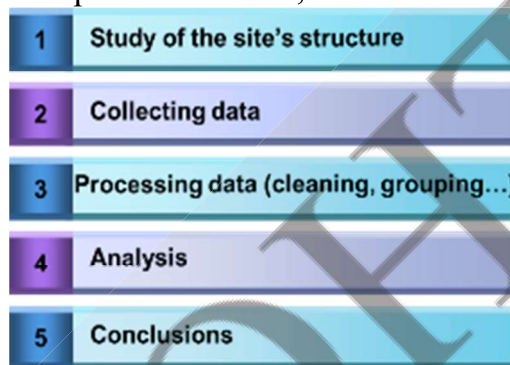 1 Study of the site's structure
2 Collecting data
3 Processing data (cleaning, grouping...)
4 Analysis
5 Conclusions